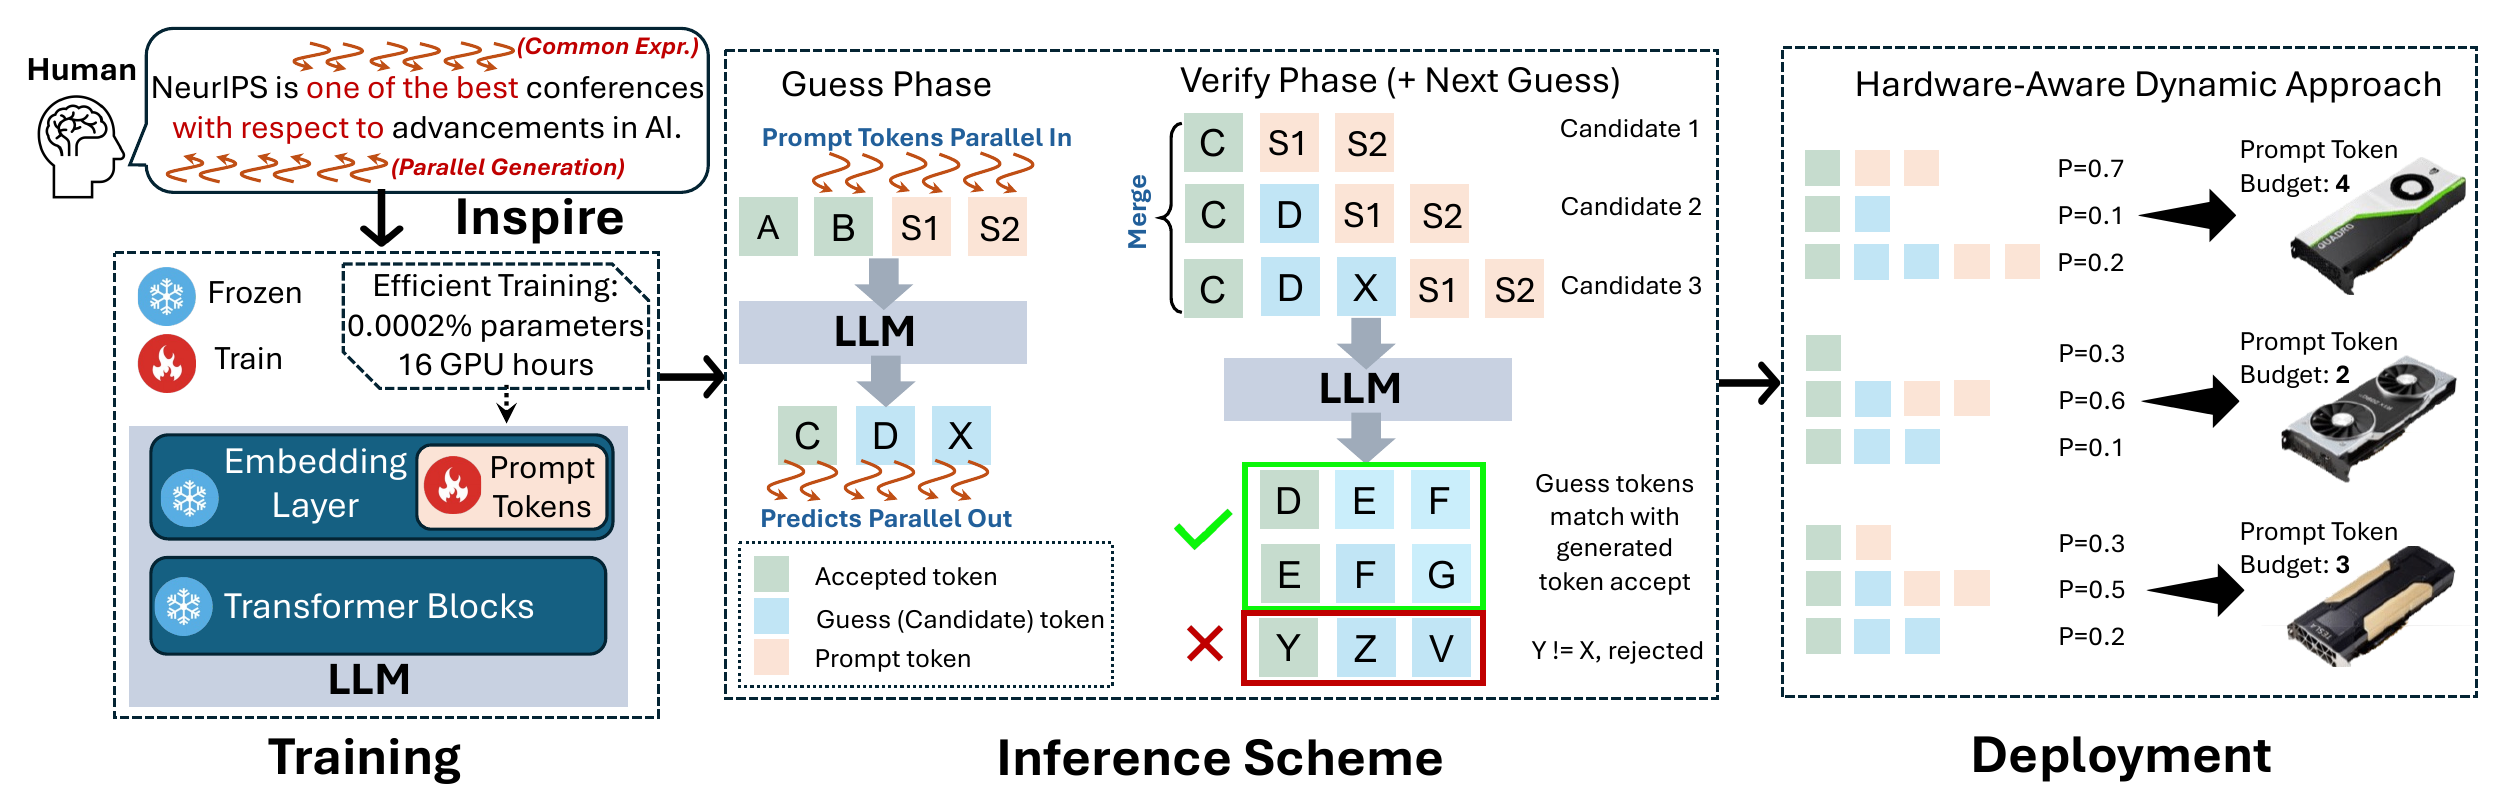 Human
(Common Expr.)
NeurIPS is one of the best conferences
with respect to advancements in AI.
(Parallel Generation)
Inspire
Frozen
Train
Efficient Training:
0.0002% parameters
16 GPU hours
Embedding
Layer
Prompt
Tokens
Transformer Blocks
LLM
Training
Guess Phase
Prompt Tokens Parallel In
A B S1 S2
LLM
C D X
Predicts Parallel Out
Accepted token
Guess (Candidate) token
Prompt token
Verify Phase (+ Next Guess)
Merge
C S1 S2 Candidate 1
C D S1 S2 Candidate 2
C D X S1 S2 Candidate 3
LLM
D E F
E F G
Guess tokens
match with
generated
token accept
Y Z V
Y != X, rejected
Inference Scheme
Hardware-Aware Dynamic Approach
P=0.7
P=0.1
P=0.2
Prompt Token
Budget: 4
QUADRO
P=0.3
P=0.6
P=0.1
Prompt Token
Budget: 2
P=0.3
P=0.5
P=0.2
Prompt Token
Budget: 3
TESLA
Deployment